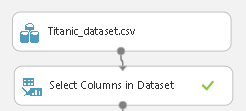 Titanic_dataset.csv
Select Columns in Dataset